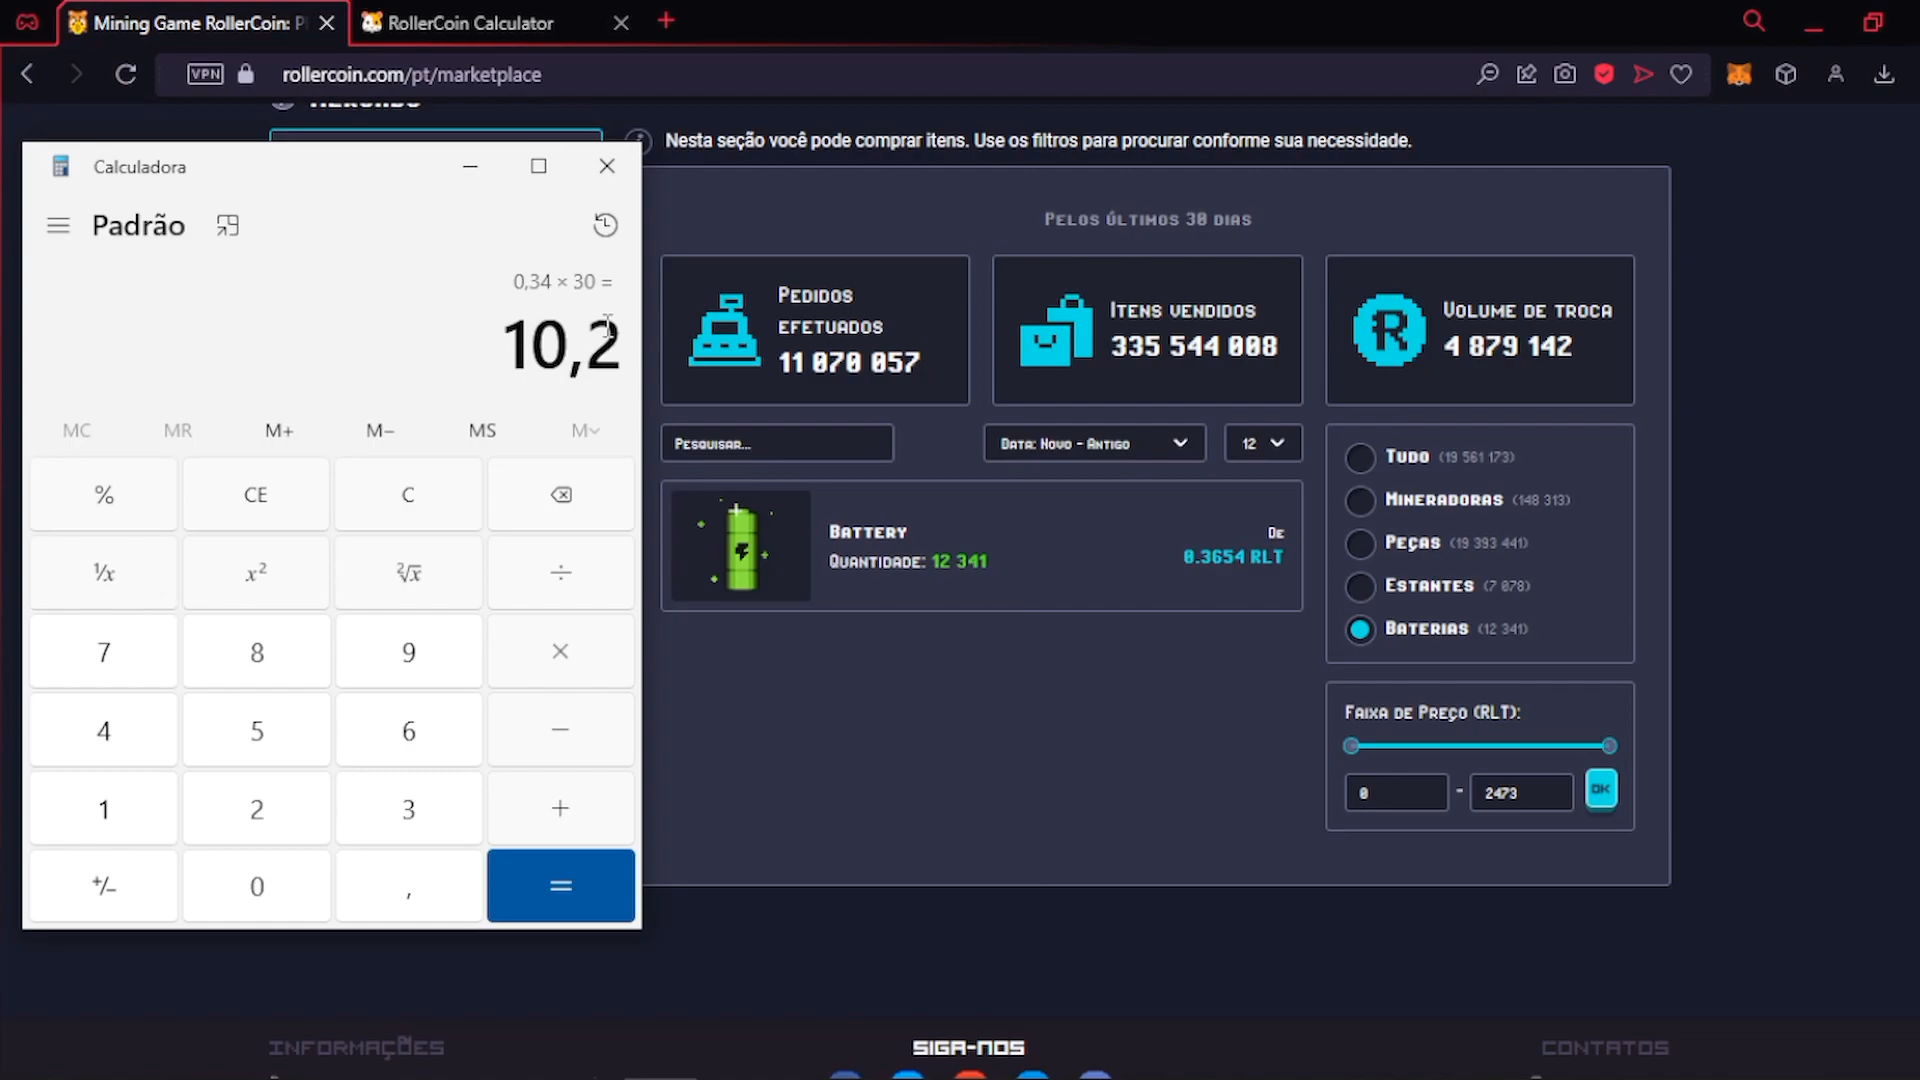 Mining Game RollerCoin: P
RollerCoin Calculator
VPN
rollercoin.com/pt/marketplace
Nesta seção você pode comprar itens. Use os filtros para procurar conforme sua necessidade.
Calculadora
Padrão
0,34 × 30 =
10,2
MC MR M+ M− MS M
% CE C
¹/x x² ²√x ÷
7 8 9 ×
4 5 6 −
1 2 3 +
+/− 0 , =
Pelos últimos 30 dias
Pedidos
efetuados
11 070 057
Itens vendidos
335 544 008
Volume de troca
4 879 142
Pesquisar...
Data: Novo - Antigo
12
Battery
Quantidade: 12 341
De
0.3654 RLT
Tudo (19 561 173)
Mineradoras (148 313)
Peças (19 393 441)
Estantes (7 078)
Baterias (12 341)
Faixa de Preço (RLT):
0 - 2473 OK
Informações
Siga-nos
Contatos